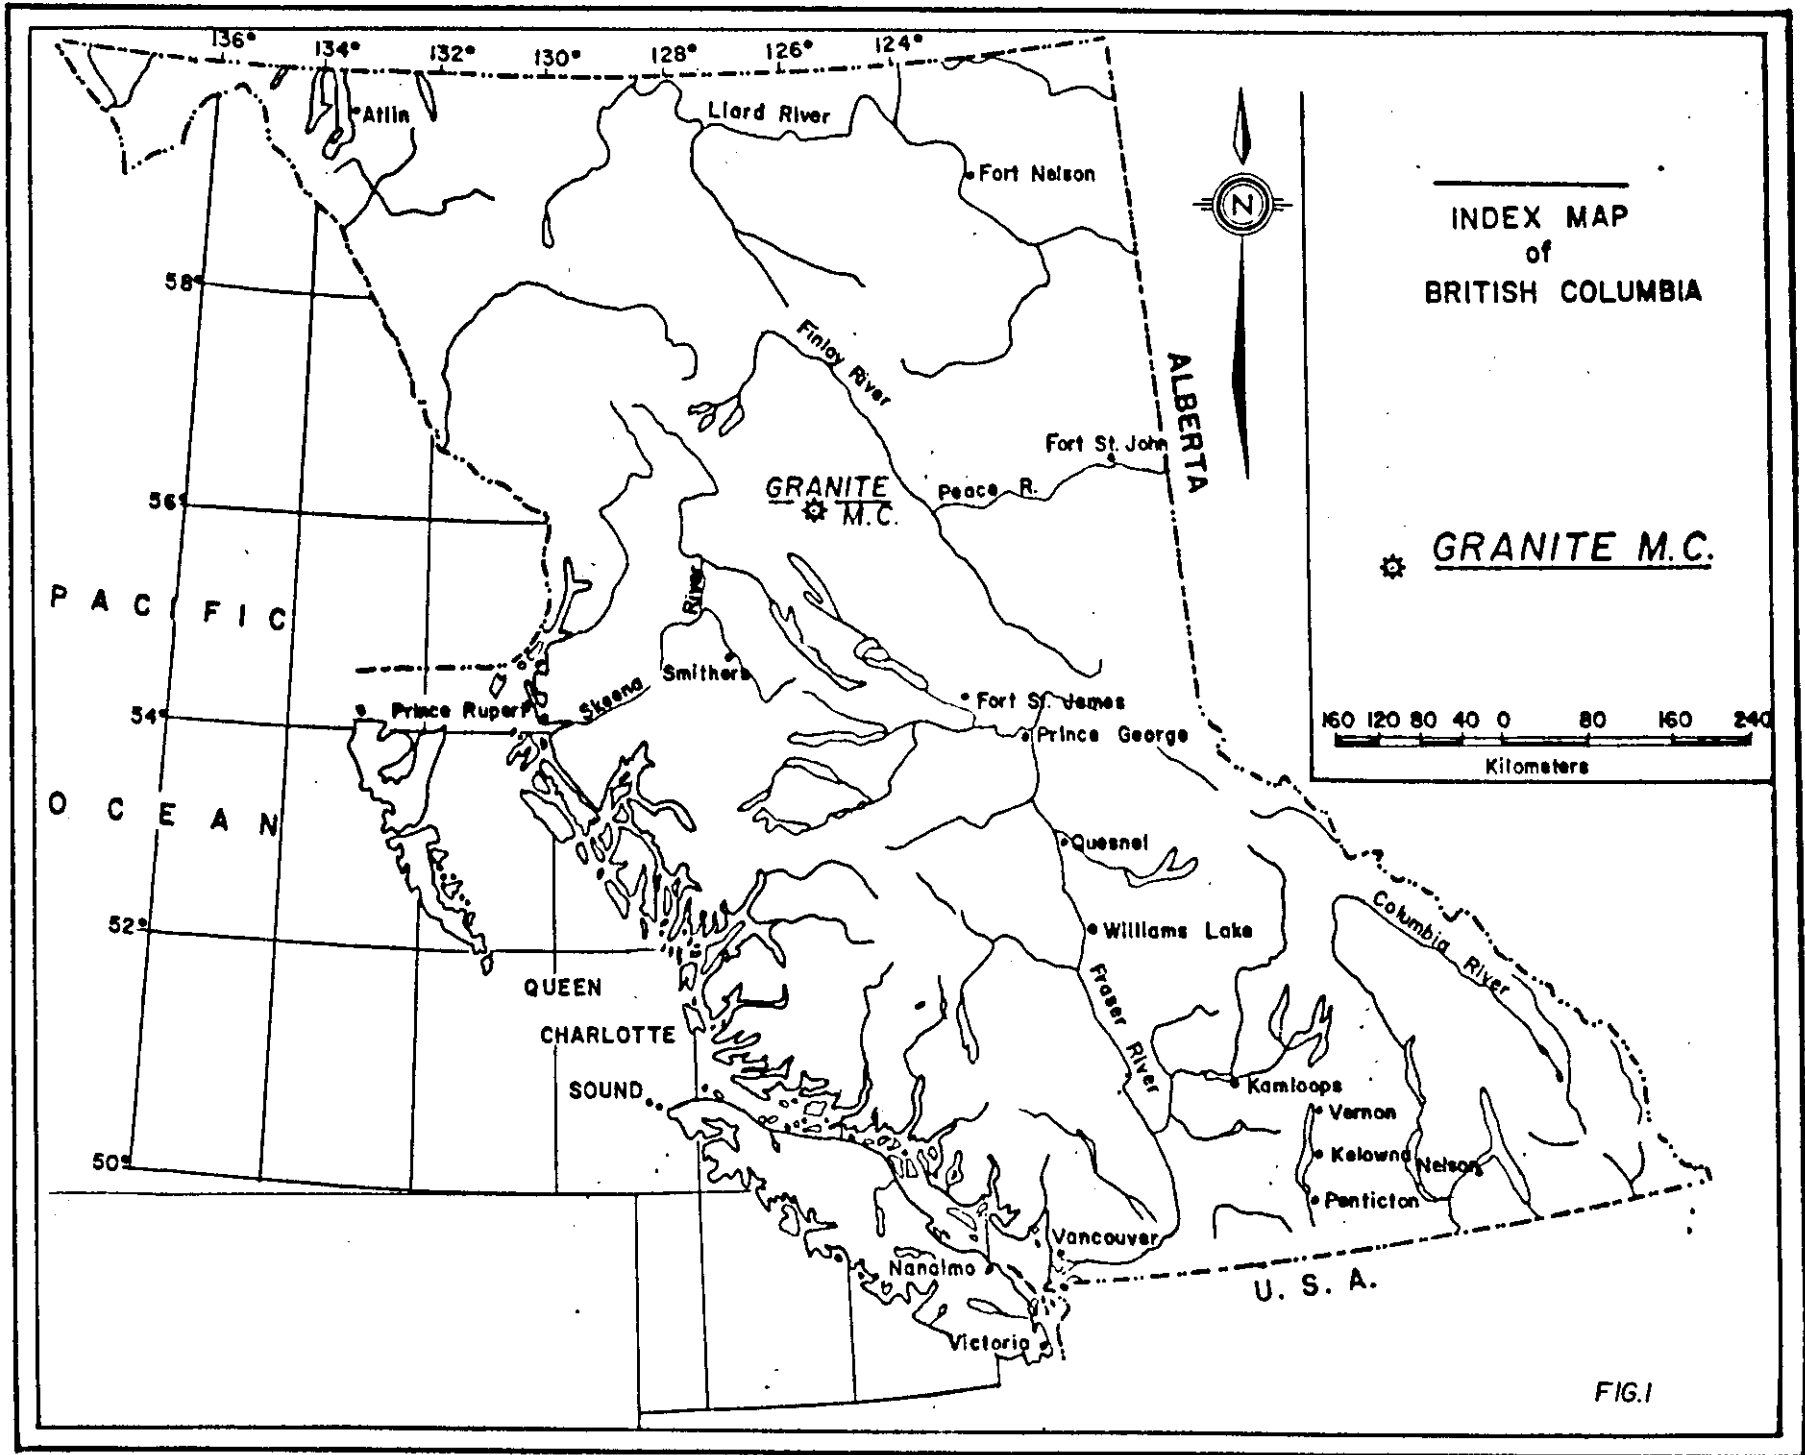 136° 134° 132° 130° 128° 126° 124°
Atlin
Liard River
Fort Nelson
58°
Finlay River
ALBERTA
Fort St. John
56°
GRANITE
M.C.
Peace R.
PACIFIC
River
Smithers
Skeena
54°
Prince Rupert
Fort St. James
Prince George
OCEAN
Quesnel
52°
Williams Lake
Columbia River
QUEEN
CHARLOTTE
SOUND
Fraser River
Kamloops
Vernon
50°
Kelowna
Nelson
Penticton
Vancouver
Nanaimo
U.S.A.
Victoria
N
INDEX MAP
of
BRITISH COLUMBIA
GRANITE M.C.
160 120 80 40 0 80 160 240
Kilometers
FIG.1